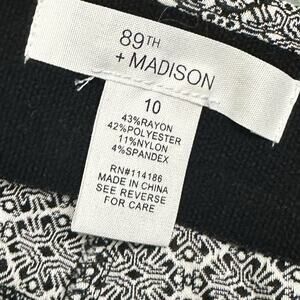 89TH
+ MADISON
10
43%RAYON
42%POLYESTER
11%NYLON
4%SPANDEX
RN#114186
MADE IN CHINA
SEE REVERSE
FOR CARE